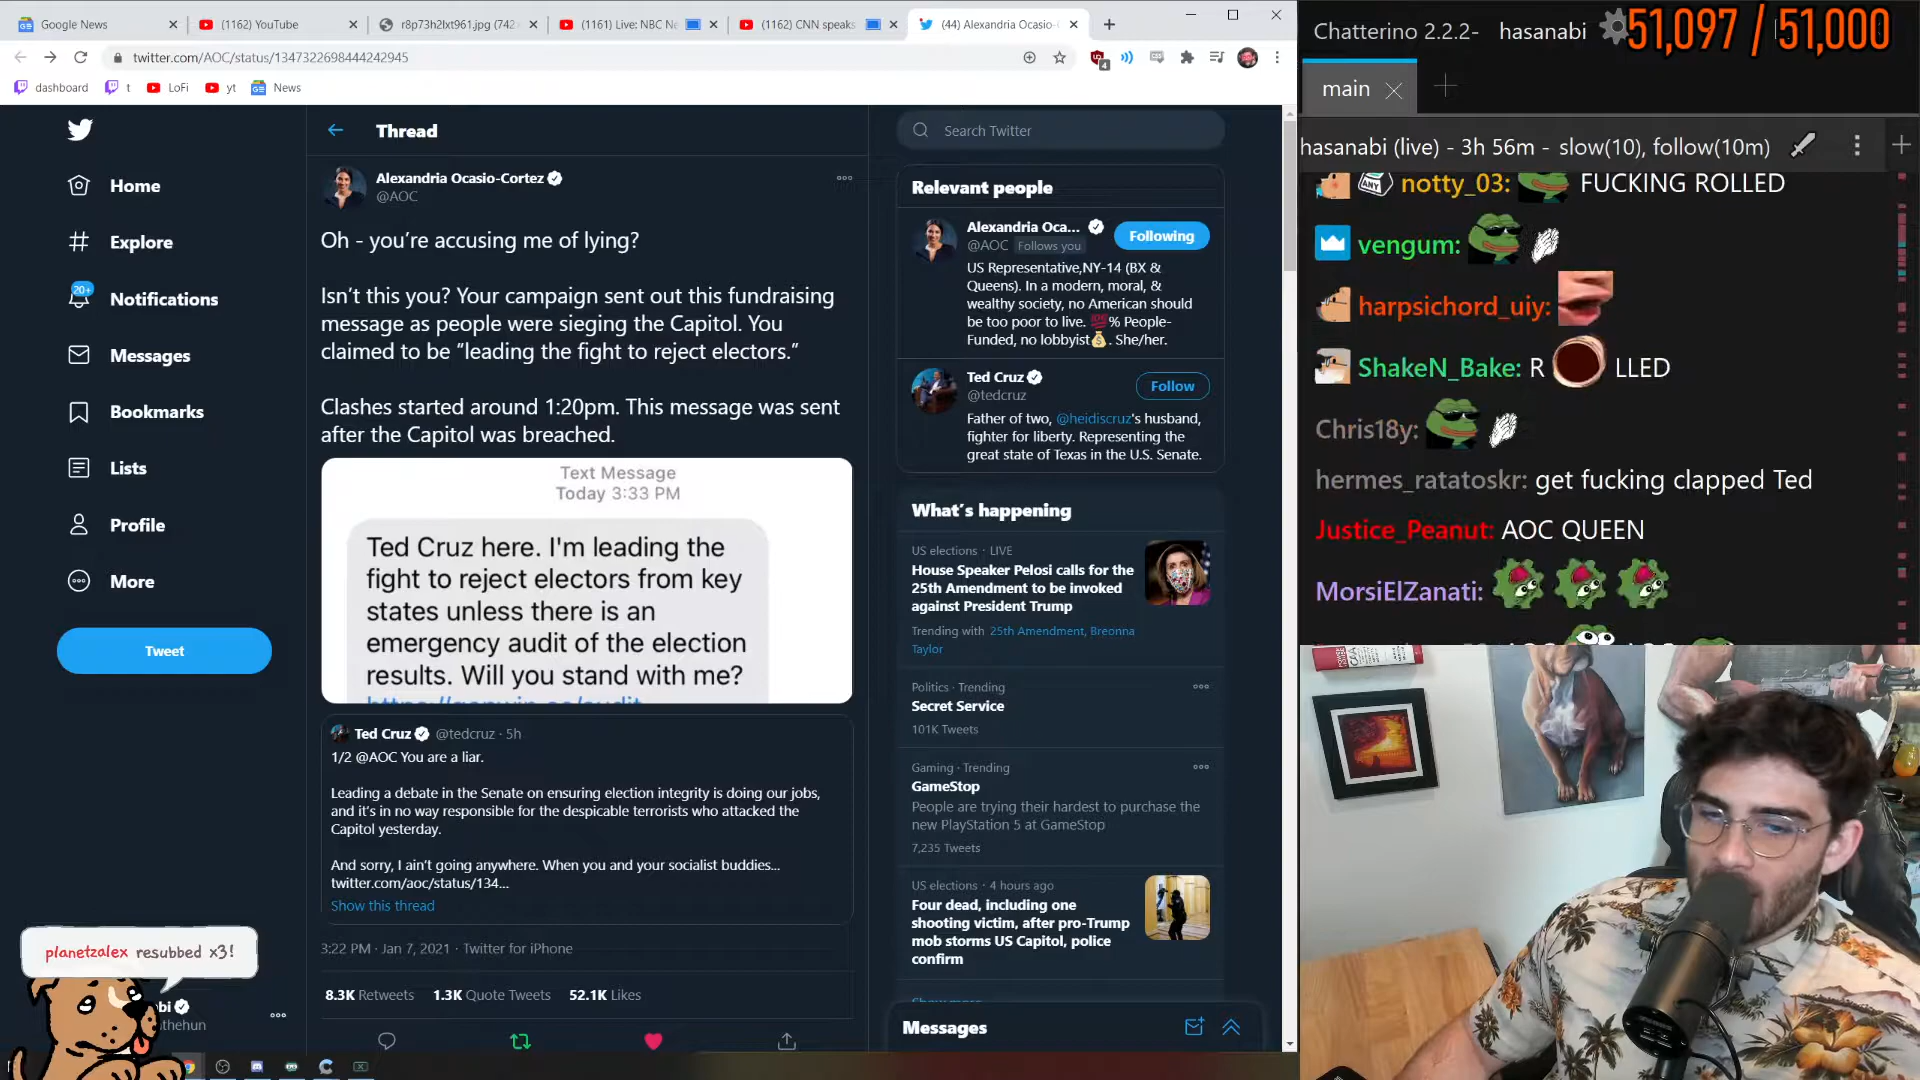 Google News
(1162) YouTube
r8p73h2lxt961.jpg (742
(1161) Live: NBC Ne
(1162) CNN speaks
(44) Alexandria Ocasio-
twitter.com/AOC/status/1347322698444242945
dashboard
t
LoFi
yt
News
Home
Explore
20+
Notifications
Messages
Bookmarks
Lists
Profile
More
Tweet
Thread
Alexandria Ocasio-Cortez
@AOC
Oh - you’re accusing me of lying?
Isn’t this you? Your campaign sent out this fundraising
message as people were sieging the Capitol. You
claimed to be “leading the fight to reject electors.”
Clashes started around 1:20pm. This message was sent
after the Capitol was breached.
Text Message
Today 3:33 PM
Ted Cruz here. I'm leading the
fight to reject electors from key
states unless there is an
emergency audit of the election
results. Will you stand with me?
Ted Cruz @tedcruz · 5h
1/2 @AOC You are a liar.
Leading a debate in the Senate on ensuring election integrity is doing our jobs,
and it’s in no way responsible for the despicable terrorists who attacked the
Capitol yesterday.
And sorry, I ain’t going anywhere. When you and your socialist buddies...
twitter.com/aoc/status/134...
Show this thread
3:22 PM · Jan 7, 2021 · Twitter for iPhone
8.3K Retweets 1.3K Quote Tweets 52.1K Likes
Search Twitter
Relevant people
Alexandria Oca...
@AOC Follows you
Following
US Representative,NY-14 (BX &
Queens). In a modern, moral, &
wealthy society, no American should
be too poor to live. 💯% People-
Funded, no lobbyist💰. She/her.
Ted Cruz
@tedcruz
Follow
Father of two, @heidiscruz's husband,
fighter for liberty. Representing the
great state of Texas in the U.S. Senate.
What’s happening
US elections · LIVE
House Speaker Pelosi calls for the
25th Amendment to be invoked
against President Trump
Trending with 25th Amendment, Breonna
Taylor
Politics · Trending
Secret Service
101K Tweets
Gaming · Trending
GameStop
People are trying their hardest to purchase the
new PlayStation 5 at GameStop
7,235 Tweets
US elections · 4 hours ago
Four dead, including one
shooting victim, after pro-Trump
mob storms US Capitol, police
confirm
Show more
Messages
planetzalex resubbed x3!
bi
thehun
Chatterino 2.2.2- hasanabi
51,097 / 51,000
main
hasanabi (live) - 3h 56m - slow(10), follow(10m)
notty_03: FUCKING ROLLED
vengum:
harpsichord_uiy:
ShakeN_Bake: R LLED
Chris18y:
hermes_ratatoskr: get fucking clapped Ted
Justice_Peanut: AOC QUEEN
MorsiElZanati: